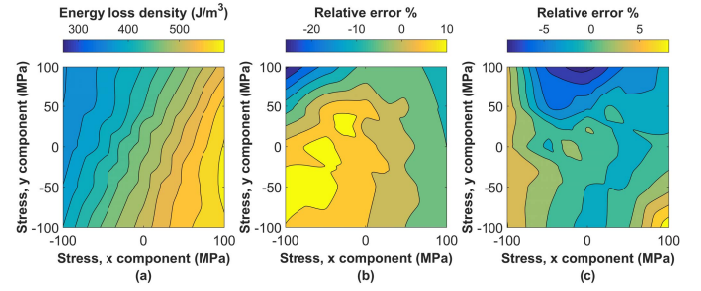 Energy loss density (J/m³) Relative error % Relative error %
300 400 500 -20 -10 0 10 -5 0 5
Stress, y component (MPa) Stress, y component (MPa) Stress, y component (MPa)
100 100 100
50 50 50
0 0 0
-50 -50 -50
-100 -100 -100
-100 0 100 -100 0 100 -100 0 100
Stress, x component (MPa) Stress, x component (MPa) Stress, x component (MPa)
(a) (b) (c)